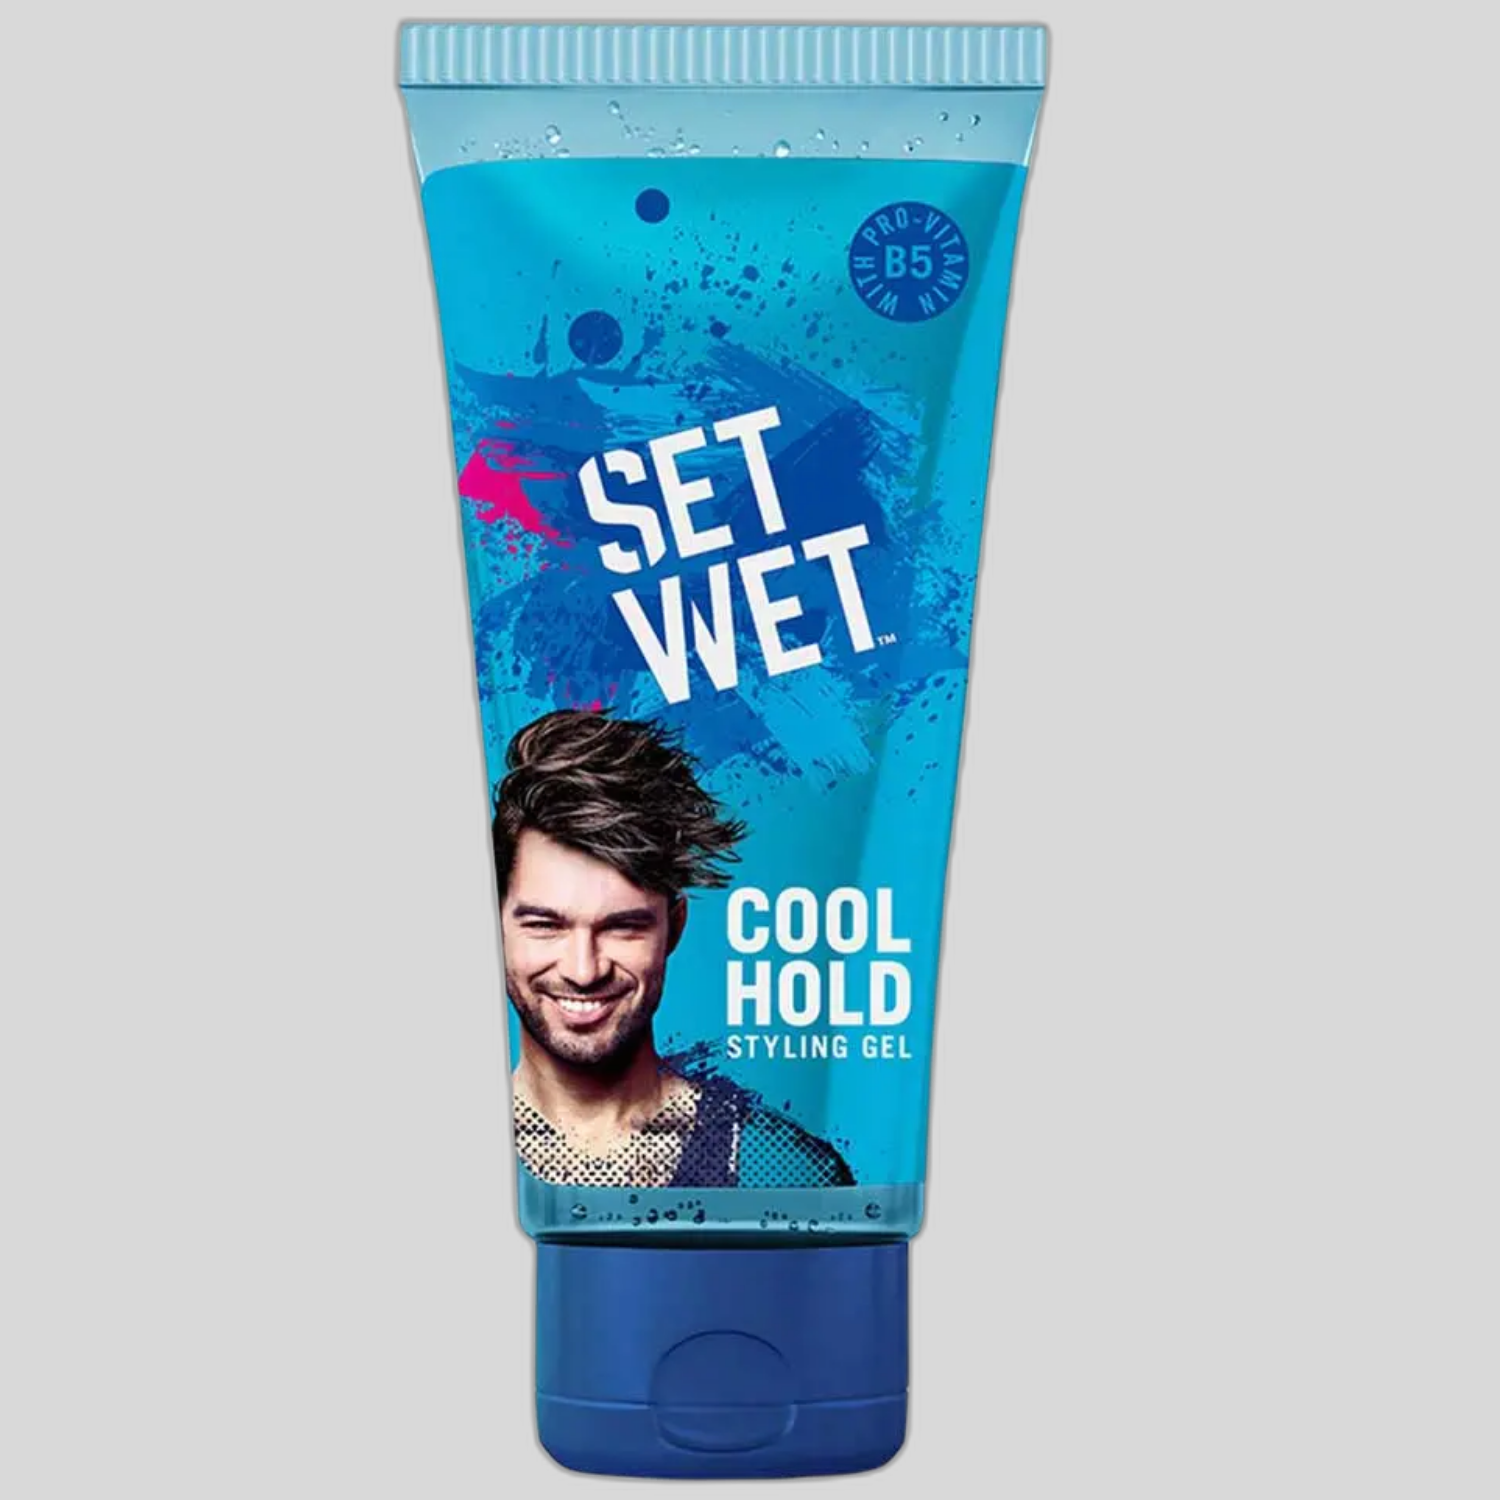 WITH PRO-VITAMIN
B5
SET
WET™
COOL
HOLD
STYLING GEL